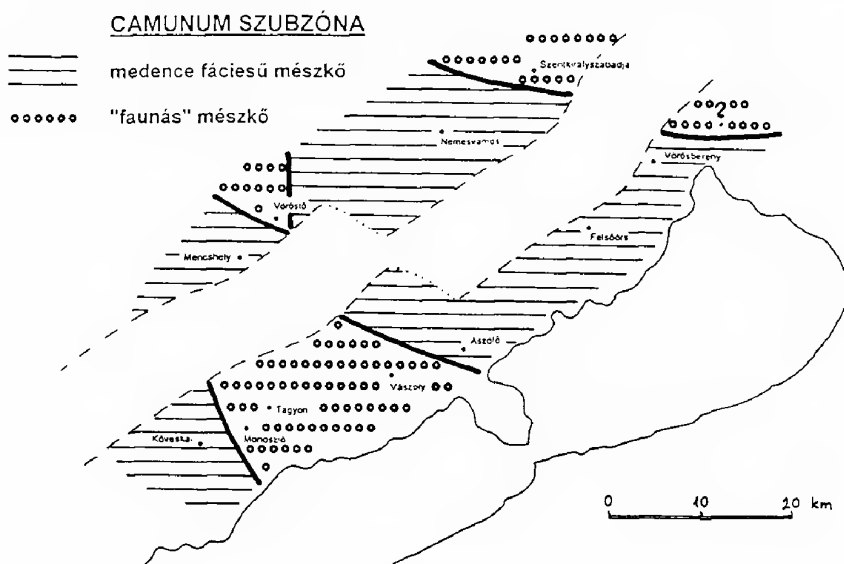 CAMUNUM SZUBZÓNA
medence fáciesű mészkő
"faunás" mészkő
Szentkirályszabadja
?
Nemesvámos
Vörösberény
Vöröstó
Felsőörs
Mencshely
Aszófő
Vászoly
Tagyon
Monoszló
Köveskál
0 10 20 km